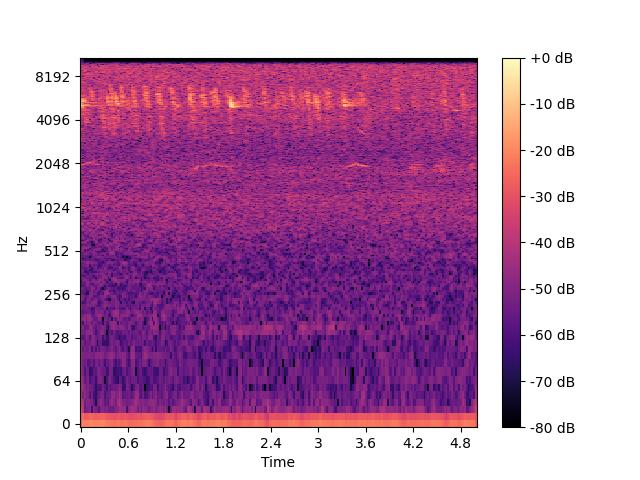 8192
4096
2048
1024
512
256
128
64
0
Hz
0 0.6 1.2 1.8 2.4 3 3.6 4.2 4.8
Time
+0 dB
-10 dB
-20 dB
-30 dB
-40 dB
-50 dB
-60 dB
-70 dB
-80 dB